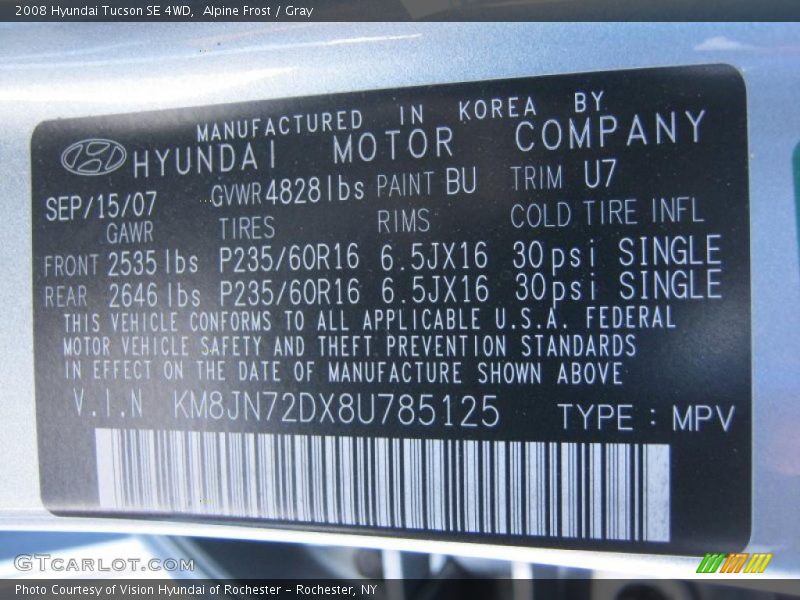 2008 Hyundai Tucson SE 4WD, Alpine Frost / Gray
MANUFACTURED IN KOREA BY
HYUNDAI MOTOR COMPANY
SEP/15/07 GVWR 4828lbs PAINT BU TRIM U7
GAWR TIRES RIMS COLD TIRE INFL
FRONT 2535 lbs P235/60R16 6.5JX16 30psi SINGLE
REAR 2646 lbs P235/60R16 6.5JX16 30psi SINGLE
THIS VEHICLE CONFORMS TO ALL APPLICABLE U.S.A. FEDERAL
MOTOR VEHICLE SAFETY AND THEFT PREVENTION STANDARDS
IN EFFECT ON THE DATE OF MANUFACTURE SHOWN ABOVE
V.I.N KM8JN72DX8U785125 TYPE : MPV
GTCARLOT.COM
Photo Courtesy of Vision Hyundai of Rochester - Rochester, NY